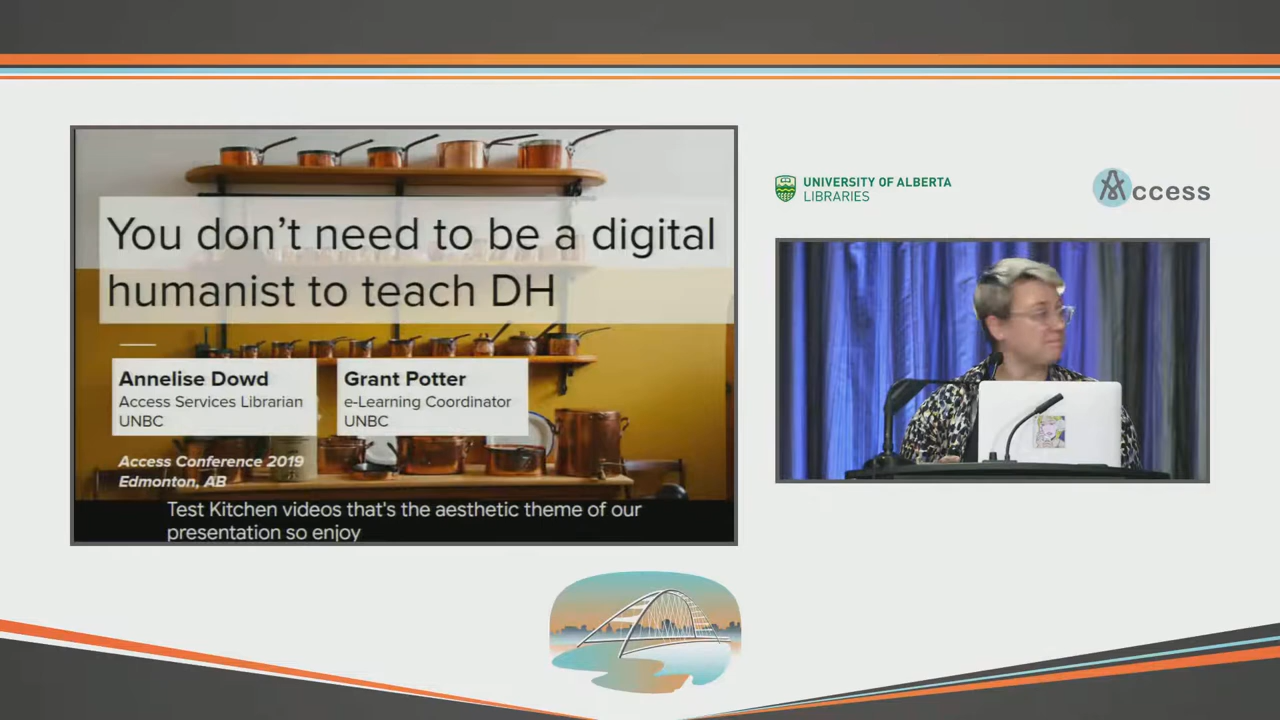 You don't need to be a digital
humanist to teach DH
Annelise Dowd
Access Services Librarian
UNBC
Grant Potter
e-Learning Coordinator
UNBC
Access Conference 2019
Edmonton, AB
Test Kitchen videos that's the aesthetic theme of our
presentation so enjoy
UNIVERSITY OF ALBERTA
LIBRARIES
Access